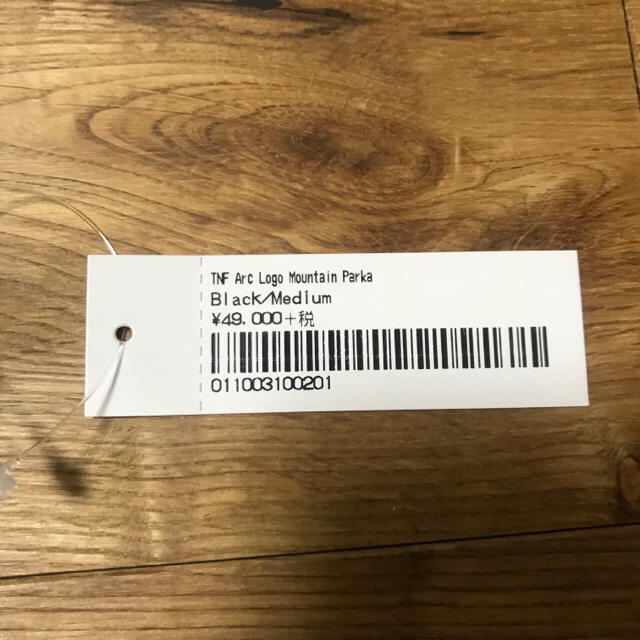 TNF Arc Logo Mountain Parka
Black/Medium
¥49,000+税
011003100201